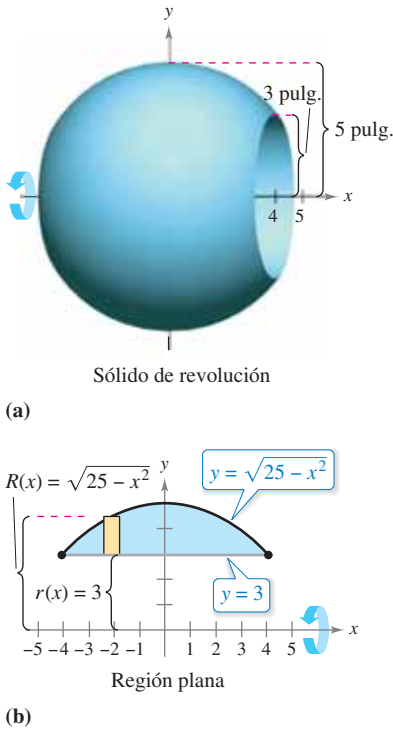 y
3 pulg.
5 pulg.
x
4 5
Sólido de revolución
(a)
R(x) = √(25 − x²) y y = √(25 − x²)
r(x) = 3 y = 3
x
−5 −4 −3 −2 −1 1 2 3 4 5
Región plana
(b)